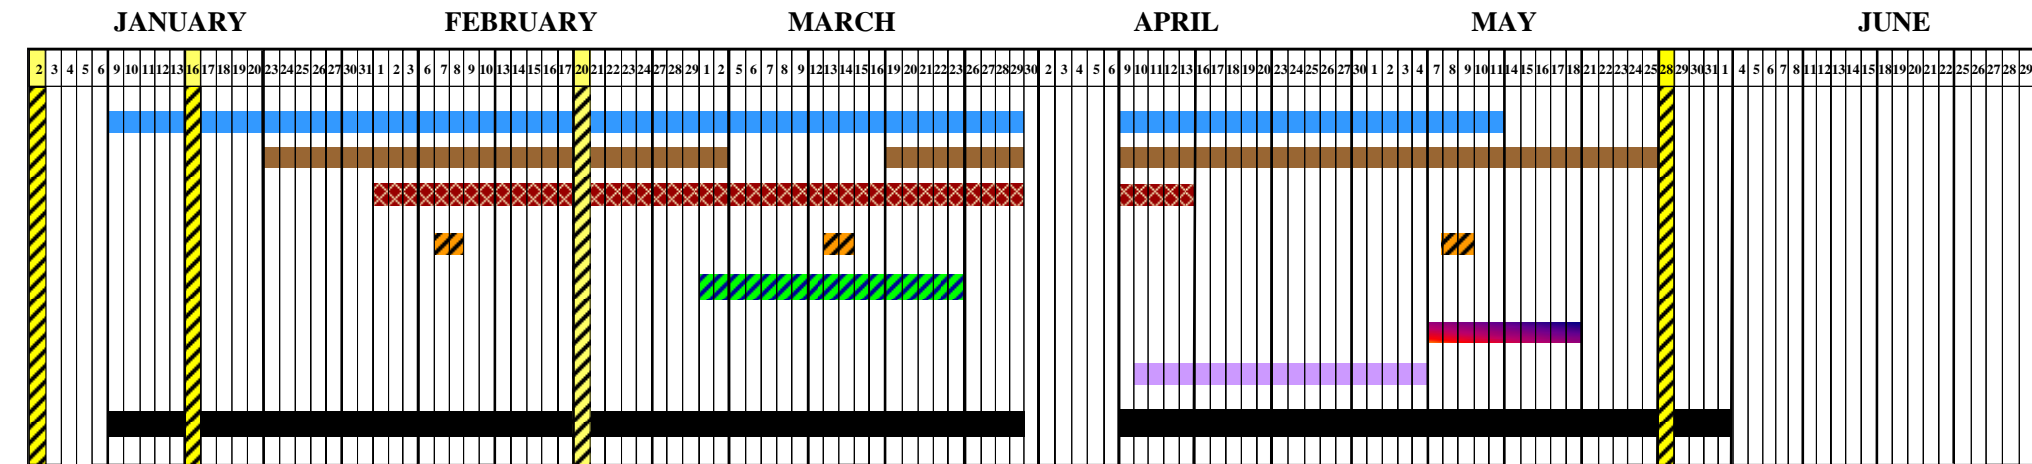 JANUARY FEBRUARY MARCH APRIL MAY JUNE
2 3 4 5 6 9 10 11 12 13 16 17 18 19 20 23 24 25 26 27 30 31 1 2 3 6 7 8 9 10 13 14 15 16 17 20 21 22 23 24 27 28 29 1 2 5 6 7 8 9 12 13 14 15 16 19 20 21 22 23 26 27 28 29 30 2 3 4 5 6 9 10 11 12 13 16 17 18 19 20 23 24 25 26 27 30 1 2 3 4 7 8 9 10 11 14 15 16 17 18 21 22 23 24 25 28 29 30 31 1 4 5 6 7 8 11 12 13 14 15 18 19 20 21 22 25 26 27 28 29